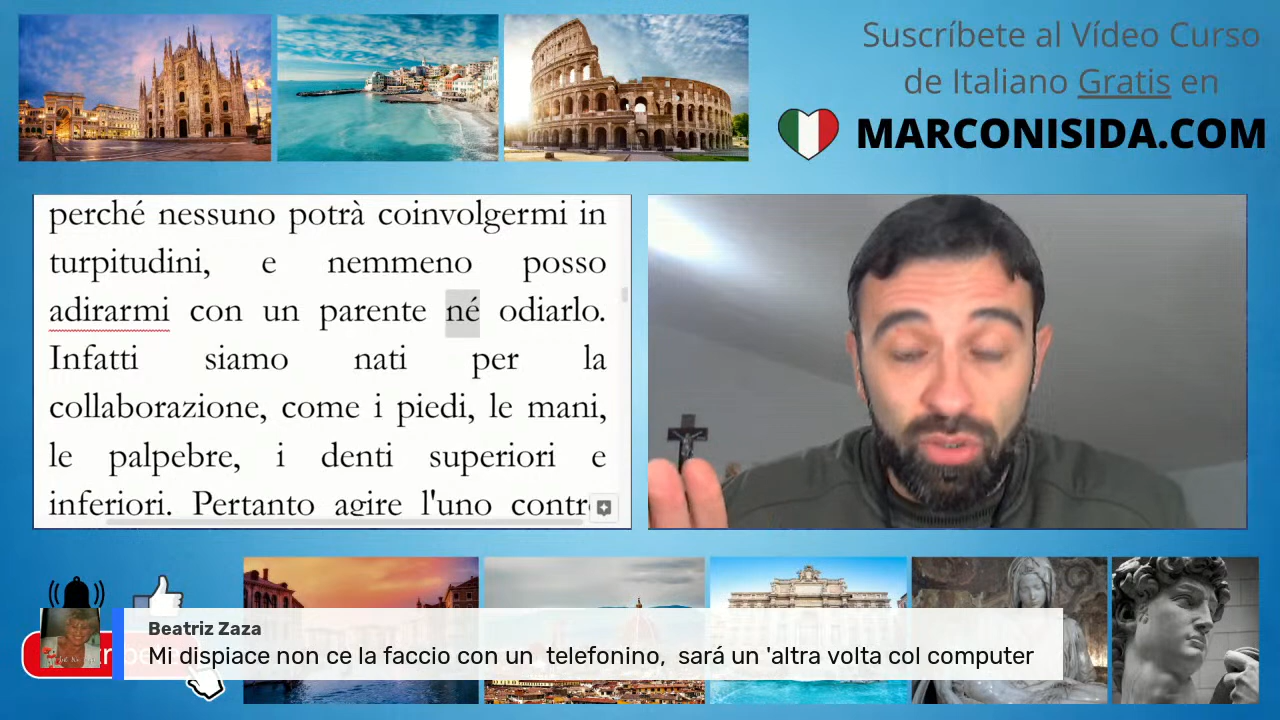 Suscríbete al Vídeo Curso
de Italiano Gratis en
MARCONISIDA.COM
perché nessuno potrà coinvolgermi in
turpitudini, e nemmeno posso
adirarmi con un parente né odiarlo.
Infatti siamo nati per la
collaborazione, come i piedi, le mani,
le palpebre, i denti superiori e
inferiori. Pertanto agire l'uno
Beatriz Zaza
Mi dispiace non ce la faccio con un telefonino, sará un 'altra volta col computer